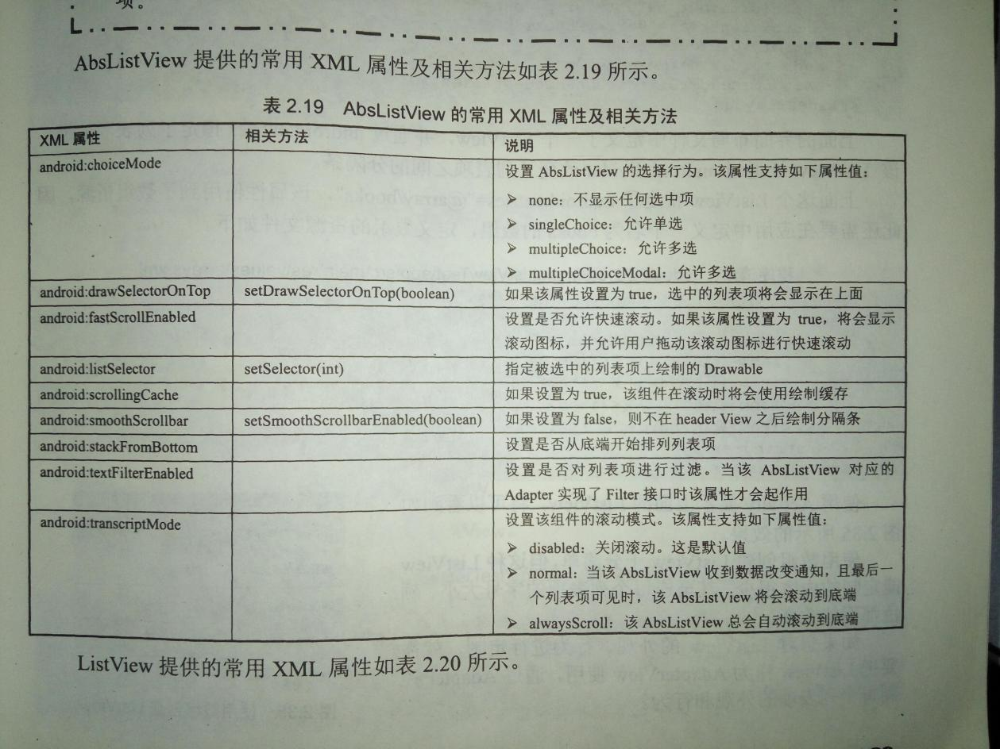 项。
AbsListView 提供的常用 XML 属性及相关方法如表 2.19 所示。
表 2.19 AbsListView 的常用 XML 属性及相关方法
XML 属性 相关方法 说明
android:choiceMode 设置 AbsListView 的选择行为。该属性支持如下属性值：
➢ none：不显示任何选中项
➢ singleChoice：允许单选
➢ multipleChoice：允许多选
➢ multipleChoiceModal：允许多选
android:drawSelectorOnTop setDrawSelectorOnTop(boolean) 如果该属性设置为 true，选中的列表项将会显示在上面
android:fastScrollEnabled 设置是否允许快速滚动。如果该属性设置为 true，将会显示
滚动图标，并允许用户拖动该滚动图标进行快速滚动
android:listSelector setSelector(int) 指定被选中的列表项上绘制的 Drawable
android:scrollingCache 如果设置为 true，该组件在滚动时将会使用绘制缓存
android:smoothScrollbar setSmoothScrollbarEnabled(boolean) 如果设置为 false，则不在 header View 之后绘制分隔条
android:stackFromBottom 设置是否从底端开始排列列表项
android:textFilterEnabled 设置是否对列表项进行过滤。当该 AbsListView 对应的
Adapter 实现了 Filter 接口时该属性才会起作用
android:transcriptMode 设置该组件的滚动模式。该属性支持如下属性值：
➢ disabled：关闭滚动。这是默认值
➢ normal：当该 AbsListView 收到数据改变通知，且最后一
个列表项可见时，该 AbsListView 将会滚动到底端
➢ alwaysScroll：该 AbsListView 总会自动滚动到底端
ListView 提供的常用 XML 属性如表 2.20 所示。